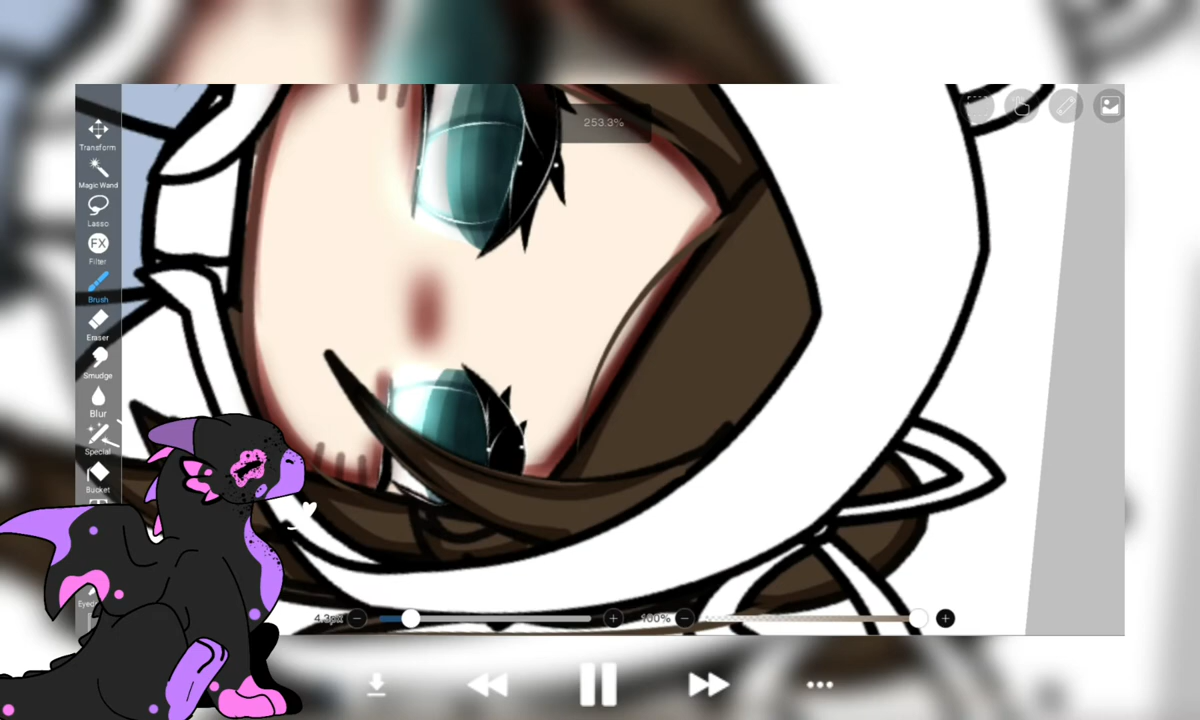 253.3%
Transform
Magic Wand
Lasso
FX
Filter
Brush
Eraser
Smudge
Blur
Special
Bucket
100%